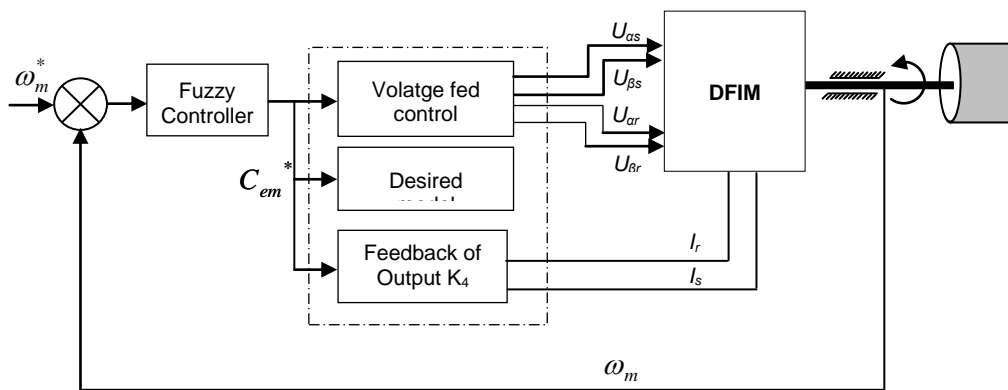 ω*m
Fuzzy
Controller
C*em
Volatge fed
control
Desired
model
Feedback of
Output K4
Uαs
Uβs
Uαr
Uβr
DFIM
Ir
Is
ωm